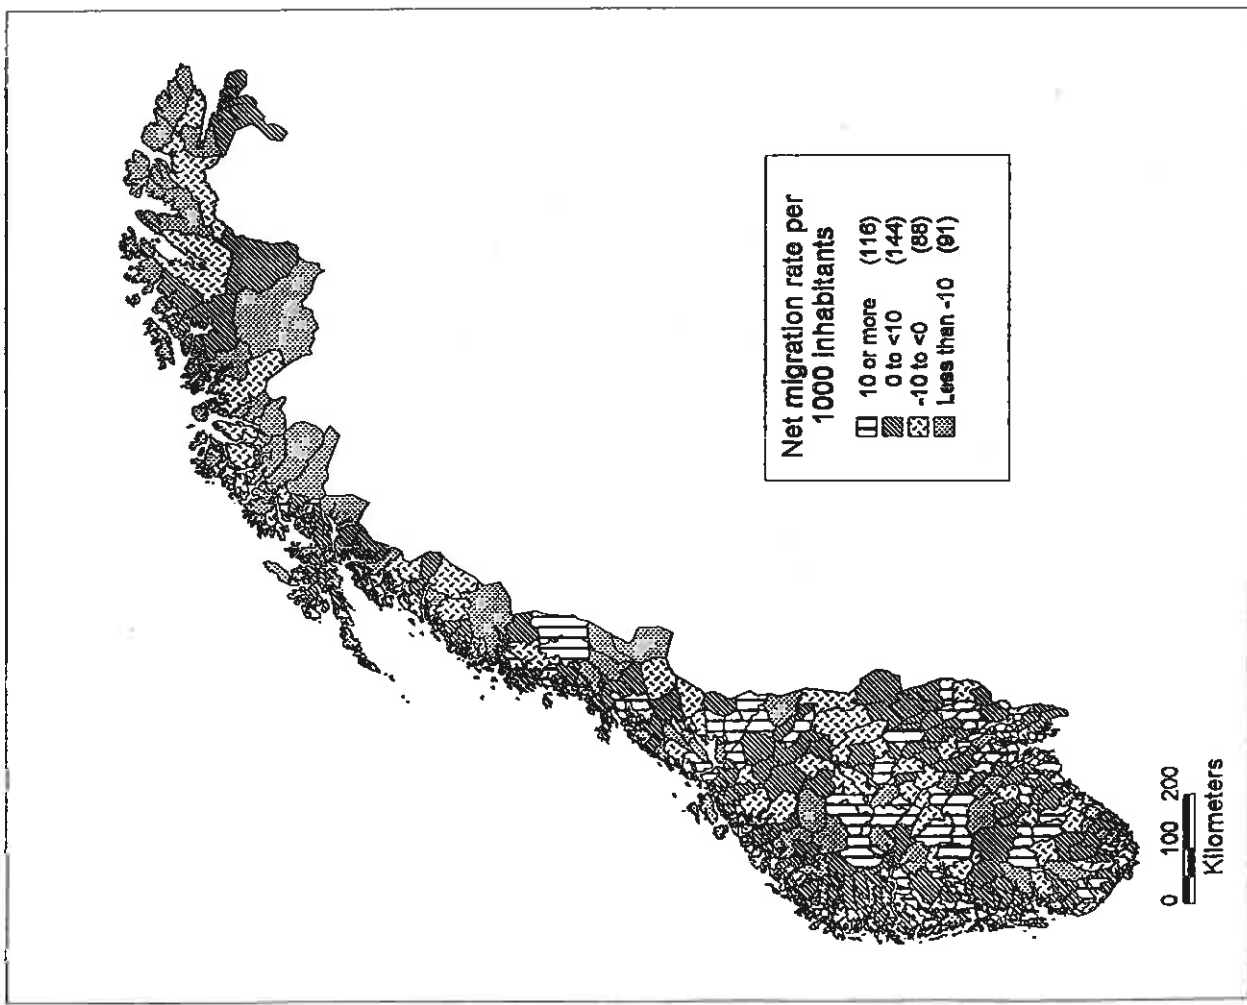 Net migration rate per
1000 inhabitants
10 or more (116)
0 to <10 (144)
-10 to <0 (88)
Less than -10 (91)
0 100 200
Kilometers